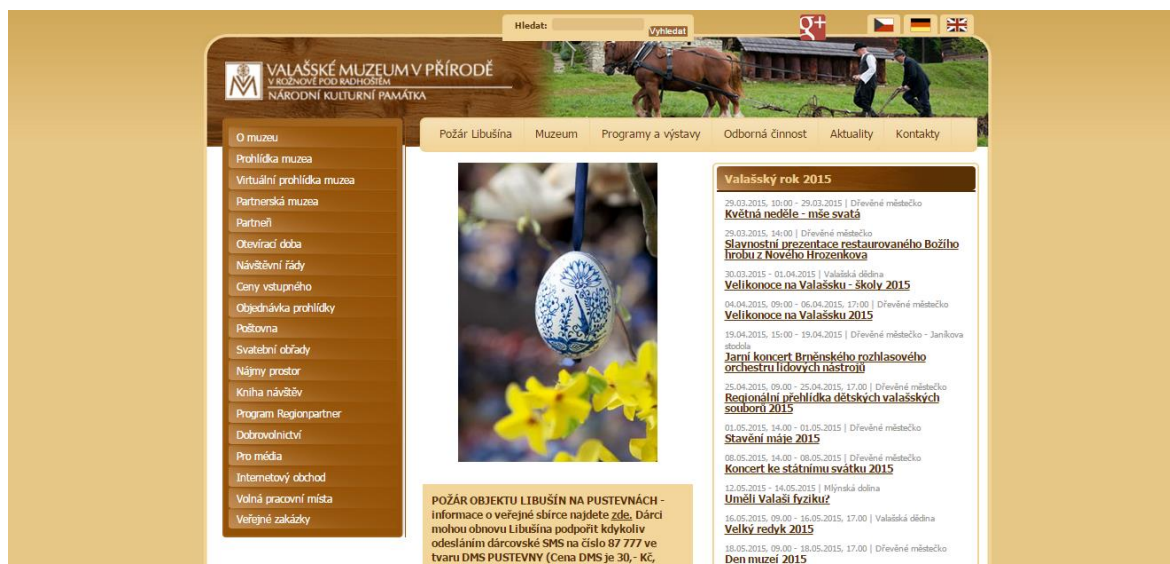 Hledat:
Vyhledat
g+
VALAŠSKÉ MUZEUM V PŘÍRODĚ
V ROŽNOVĚ POD RADHOŠTĚM
NÁRODNÍ KULTURNÍ PAMÁTKA
Požár Libušína
Muzeum
Programy a výstavy
Odborná činnost
Aktuality
Kontakty
O muzeu
Prohlídka muzea
Virtuální prohlídka muzea
Partnerská muzea
Partneři
Otevírací doba
Návštěvní řády
Ceny vstupného
Objednávka prohlídky
Poštovna
Svatební obřady
Nájmy prostor
Kniha návštěv
Program Regionpartner
Dobrovolnictví
Pro média
Internetový obchod
Volná pracovní místa
Veřejné zakázky
POŽÁR OBJEKTU LIBUŠÍN NA PUSTEVNÁCH -
informace o veřejné sbírce najdete zde. Dárci
mohou obnovu Libušína podpořit kdykoliv
odesláním dárcovské SMS na číslo 87 777 ve
tvaru DMS PUSTEVNY (Cena DMS je 30,- Kč,
Valašský rok 2015
29.03.2015, 10:00 - 29.03.2015 | Dřevěné městečko
Květná neděle - mše svatá
29.03.2015, 14:00 | Dřevěné městečko
Slavnostní prezentace restaurovaného Božího
hrobu z Nového Hrozenkova
30.03.2015 - 01.04.2015 | Valašská dědina
Velikonoce na Valašsku - školy 2015
04.04.2015, 09:00 - 06.04.2015, 17:00 | Dřevěné městečko
Velikonoce na Valašsku 2015
19.04.2015, 15:00 - 19.04.2015 | Dřevěné městečko - Janíkova
stodola
Jarní koncert Brněnského rozhlasového
orchestru lidových nástrojů
25.04.2015, 09.00 - 25.04.2015, 17.00 | Dřevěné městečko
Regionální přehlídka dětských valašských
souborů 2015
01.05.2015, 14.00 - 01.05.2015 | Dřevěné městečko
Stavění máje 2015
08.05.2015, 14.00 - 08.05.2015 | Dřevěné městečko
Koncert ke státnímu svátku 2015
12.05.2015 - 14.05.2015 | Mlýnská dolina
Uměli Valaši fyziku?
16.05.2015, 09.00 - 16.05.2015, 17.00 | Valašská dědina
Velký redyk 2015
18.05.2015, 09.00 - 18.05.2015, 17.00 | Dřevěné městečko
Den muzeí 2015